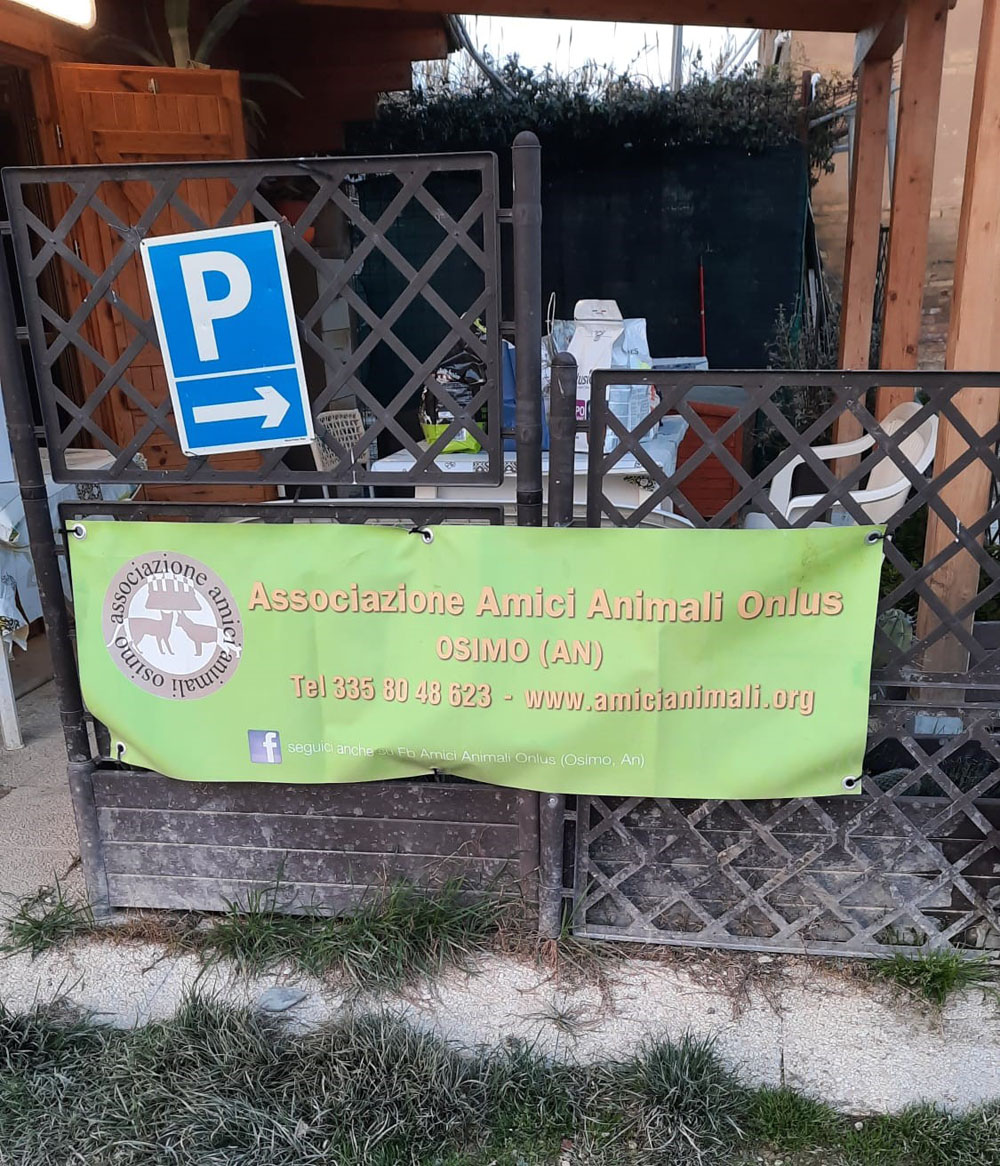 P
associazione amici animali osimo
Associazione Amici Animali Onlus
OSIMO (AN)
Tel 335 80 48 623 - www.amicianimali.org
f
seguici anche su Fb Amici Animali Onlus (Osimo, An)